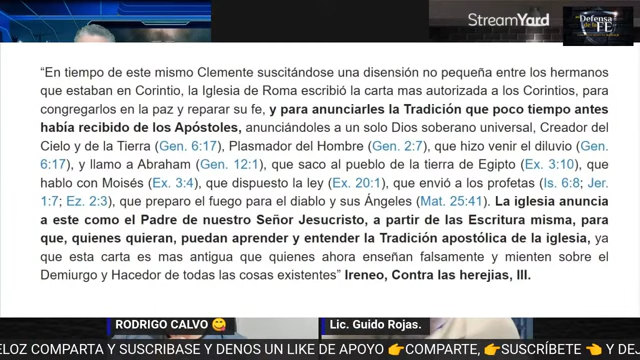 StreamYard
Defensa
de la
FE
“En tiempo de este mismo Clemente suscitándose una disensión no pequeña entre los hermanos
que estaban en Corintio, la Iglesia de Roma escribió la carta mas autorizada a los Corintios, para
congregarlos en la paz y reparar su fe, y para anunciarles la Tradición que poco tiempo antes
había recibido de los Apóstoles, anunciándoles a un solo Dios soberano universal, Creador del
Cielo y de la Tierra (Gen. 6:17), Plasmador del Hombre (Gen. 2:7), que hizo venir el diluvio (Gen.
6:17), y llamo a Abraham (Gen. 12:1), que saco al pueblo de la tierra de Egipto (Ex. 3:10), que
hablo con Moisés (Ex. 3:4), que dispuesto la ley (Ex. 20:1), que envió a los profetas (Is. 6:8; Jer.
1:7; Ez. 2:3), que preparo el fuego para el diablo y sus Ángeles (Mat. 25:41). La iglesia anuncia
a este como el Padre de nuestro Señor Jesucristo, a partir de las Escritura misma, para
que, quienes quieran, puedan aprender y entender la Tradición apostólica de la iglesia, ya
que esta carta es mas antigua que quienes ahora enseñan falsamente y mienten sobre el
Demiurgo y Hacedor de todas las cosas existentes” Ireneo, Contra las herejias, III.
RODRIGO CALVO 😋 Lic. Guido Rojas.
ELOZ COMPARTA Y SUSCRIBASE Y DENOS UN LIKE DE APOYO 👉COMPARTE, 👉SUSCRÍBETE 👈 Y DEJ